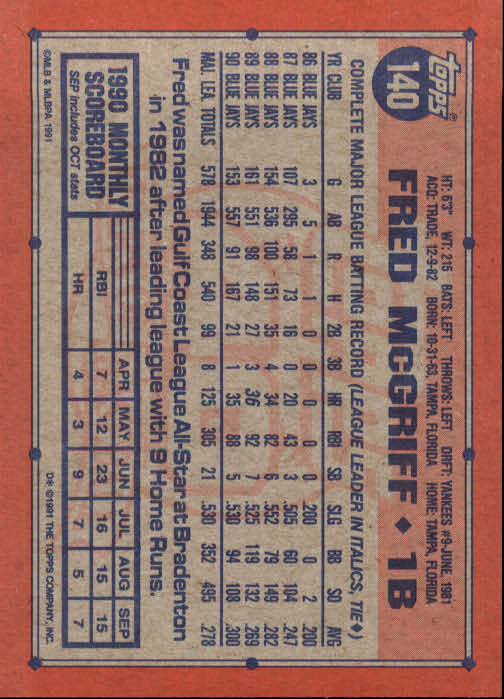 topps®
140
HT: 6'3" WT: 215 BATS: LEFT THROWS: LEFT DRFT: YANKEES #9-JUNE, 1981
ACQ: TRADE, 12-9-82 BORN: 10-31-63, TAMPA, FLORIDA HOME: TAMPA, FLORIDA
FRED McGRIFF ♦ 1B
COMPLETE MAJOR LEAGUE BATTING RECORD (LEAGUE LEADER IN ITALICS, TIE♦)
YR CLUB G AB R H 2B 3B HR RBI SB SLG BB SO AVG
86 BLUE JAYS 3 5 1 1 0 0 0 0 0 .200 0 2 .200
87 BLUE JAYS 107 295 58 73 16 0 20 43 3 .505 60 104 .247
88 BLUE JAYS 154 536 100 151 35 4 34 82 6 .552 79 149 .282
89 BLUE JAYS 161 551 98 148 27 3 36 92 7 .525 119 132 .269
90 BLUE JAYS 153 557 91 167 21 1 35 88 5 .530 94 108 .300
MAJ. LEA. TOTALS 578 1944 348 540 99 8 125 305 21 .530 352 495 .278
Fred was named Gulf Coast League All-Star at Bradenton
in 1982 after leading league with 9 Home Runs.
1990 MONTHLY
SCOREBOARD
SEP includes OCT stats
APR MAY JUN JUL AUG SEP
RBI 7 12 23 16 15 15
HR 4 3 9 7 5 7
©MLB & MLBPA 1991
D* ©1991 THE TOPPS COMPANY, INC.